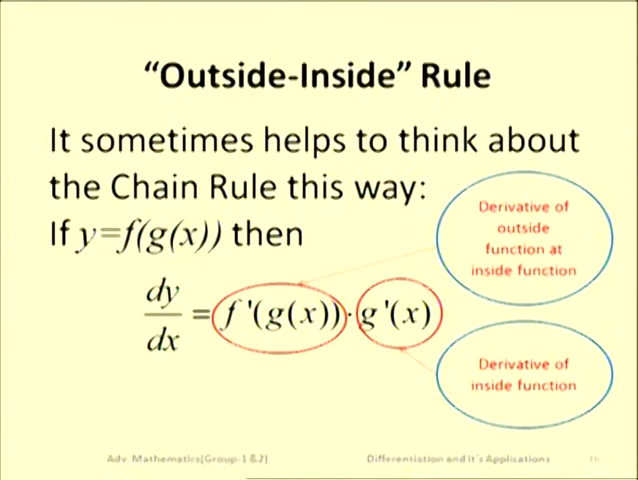 “Outside-Inside” Rule
It sometimes helps to think about
the Chain Rule this way:
If y=f(g(x)) then
dy/dx = f '(g(x)) · g '(x)
Derivative of
outside
function at
inside function
Derivative of
inside function
Adv. Mathematics(Group-1 &2)
Differentiation and it's Applications
16